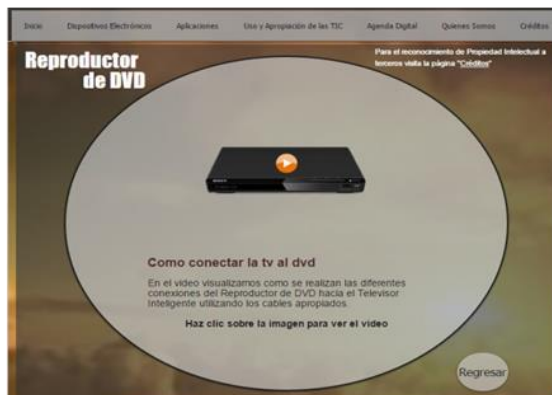 Inicio Dispositivos Electrónicos Aplicaciones Uso y Apropiación de las TIC Agenda Digital Quienes Somos Créditos
Reproductor
de DVD
Para el reconocimiento de Propiedad Intelectual a
terceros visita la página "Créditos"
Como conectar la tv al dvd
En el video visualizamos como se realizan las diferentes
conexiones del Reproductor de DVD hacia el Televisor
Inteligente utilizando los cables apropiados.
Haz clic sobre la imagen para ver el video
Regresar